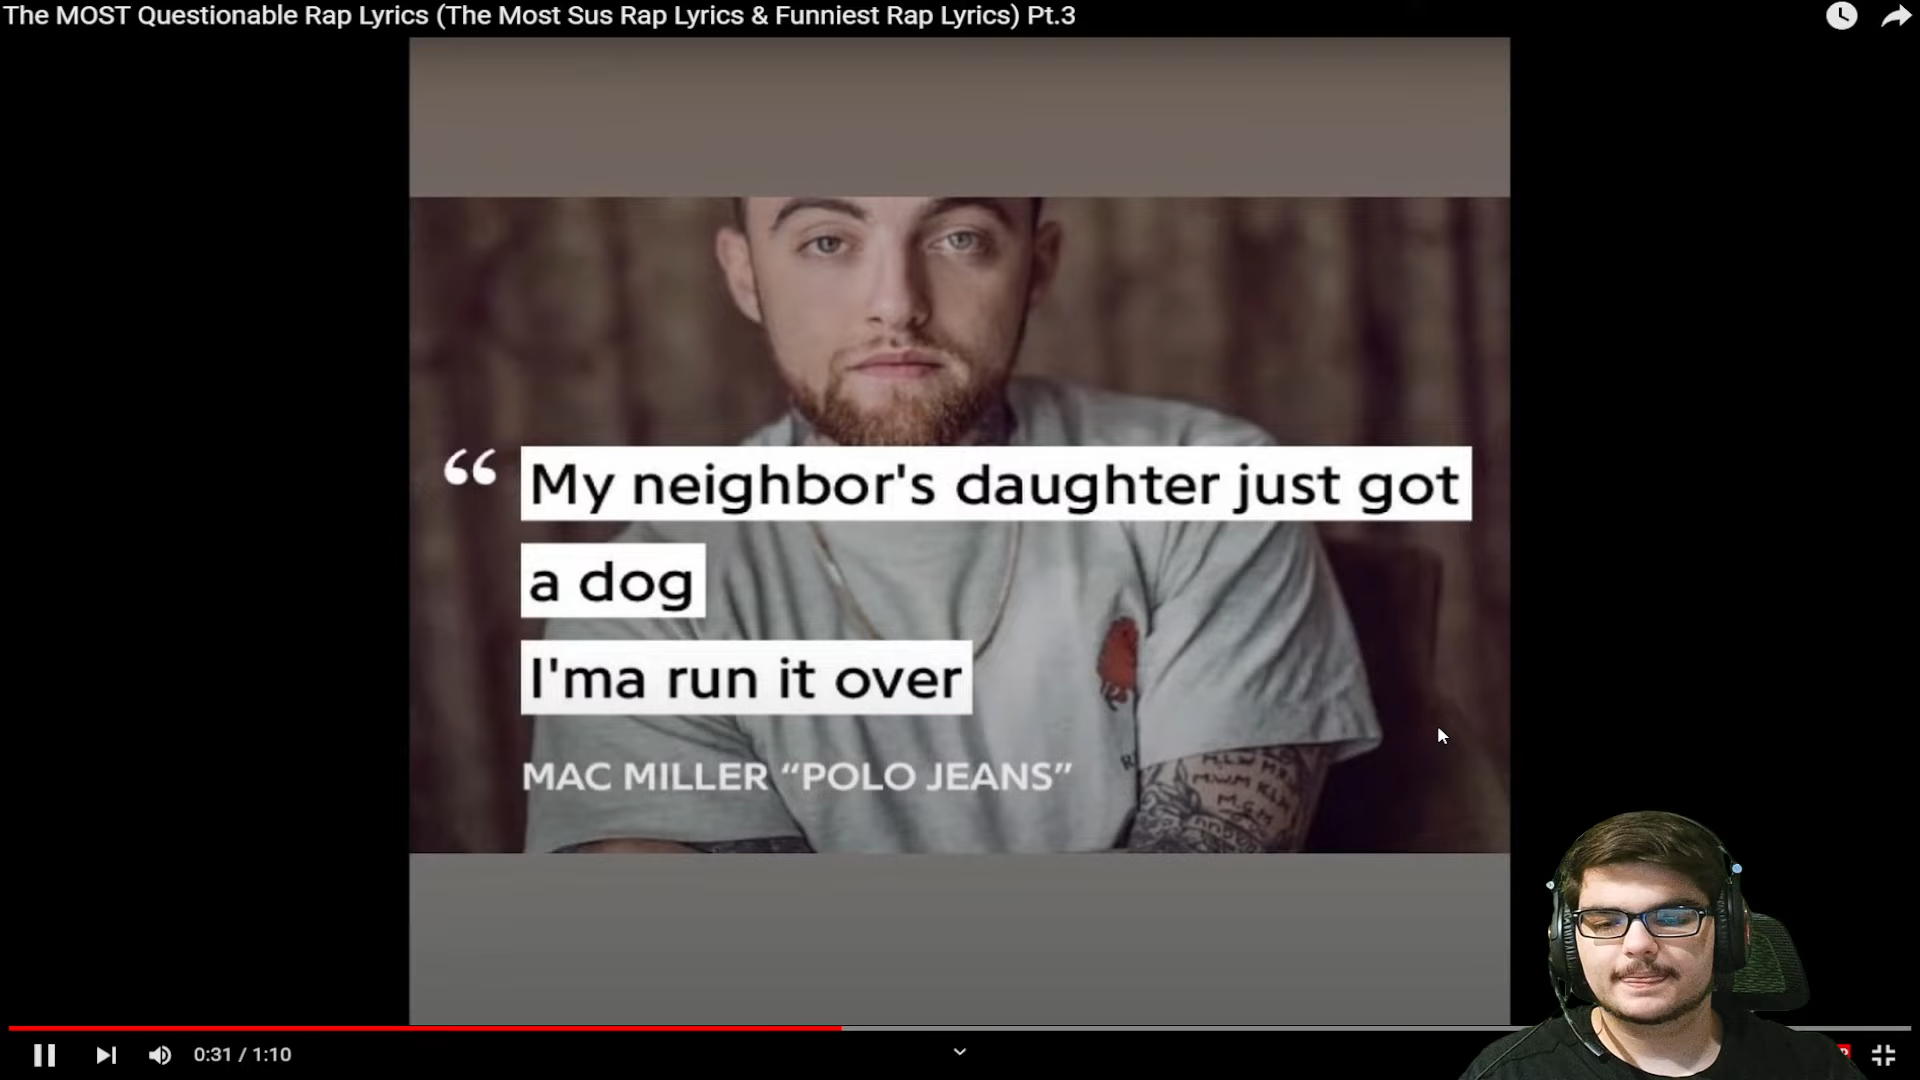 The MOST Questionable Rap Lyrics (The Most Sus Rap Lyrics & Funniest Rap Lyrics) Pt.3
“ My neighbor's daughter just got
a dog
I'ma run it over
MAC MILLER “POLO JEANS”
0:31 / 1:10